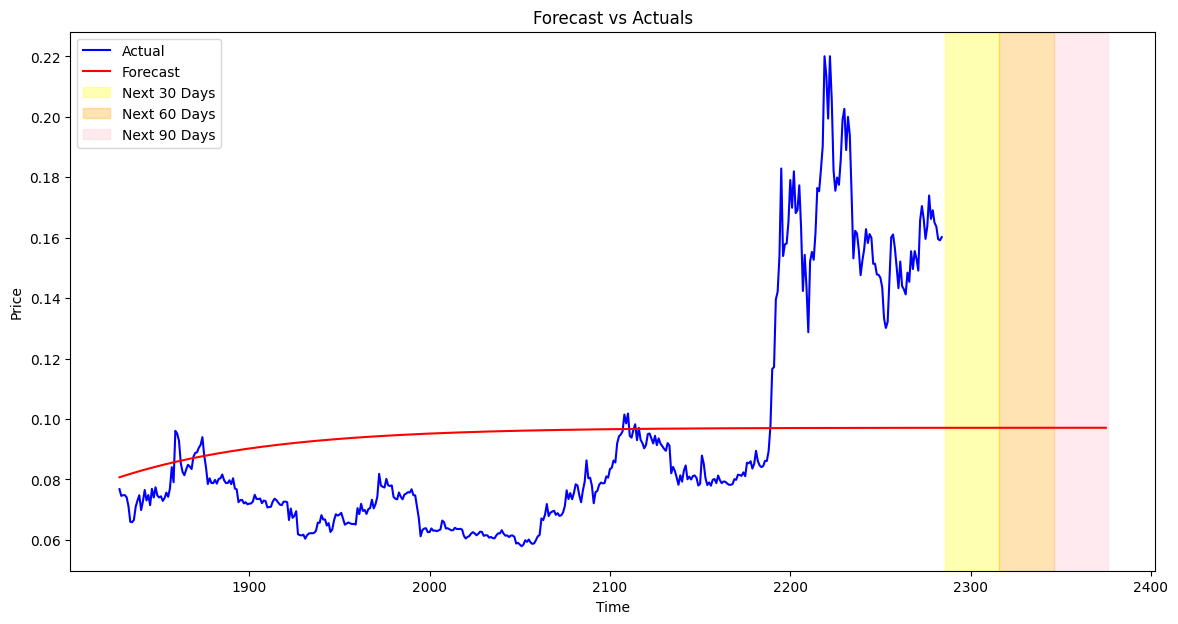 Forecast vs Actuals
Actual
Forecast
Next 30 Days
Next 60 Days
Next 90 Days
Price
0.22
0.20
0.18
0.16
0.14
0.12
0.10
0.08
0.06
1900
2000
2100
2200
2300
2400
Time